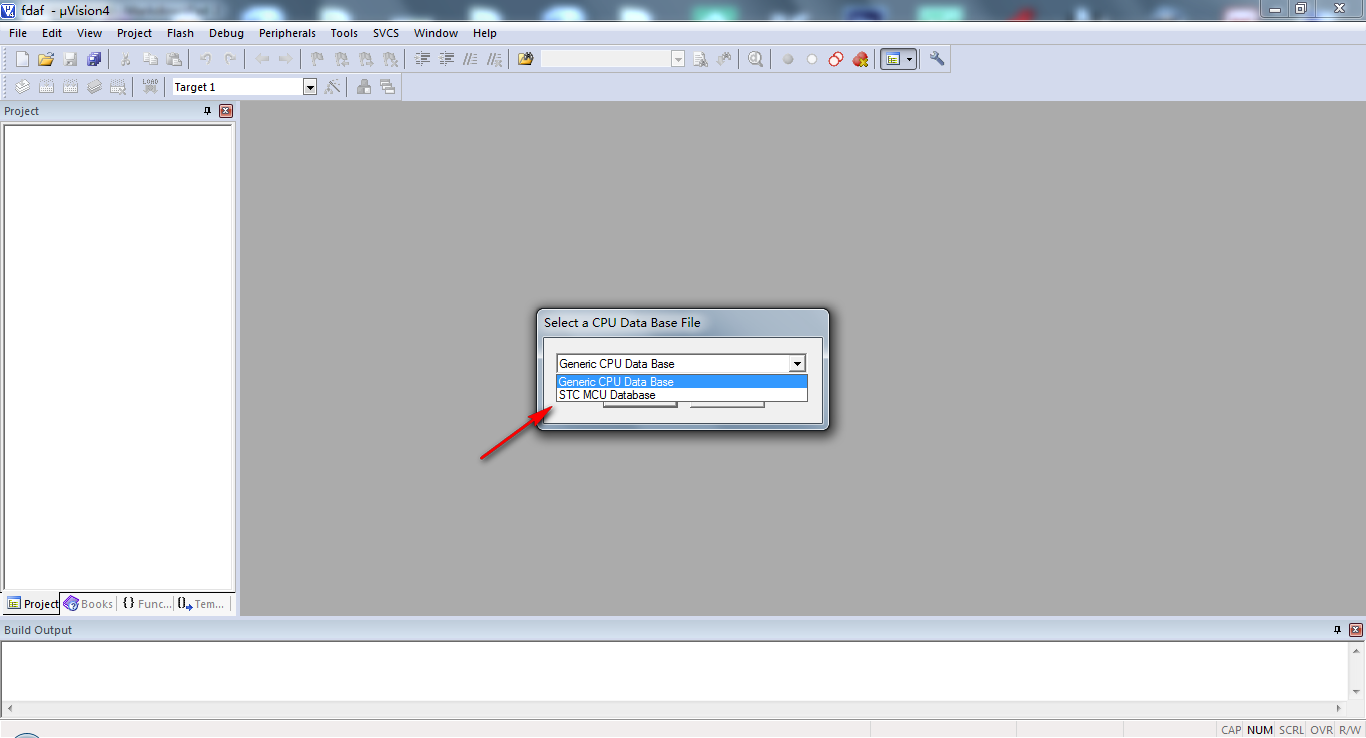 fdaf - µVision4
File Edit View Project Flash Debug Peripherals Tools SVCS Window Help
LOAD
Target 1
Project
Select a CPU Data Base File
Generic CPU Data Base
Generic CPU Data Base
STC MCU Database
Project Books {} Func... {} Tem...
Build Output
CAP NUM SCRL OVR R/W